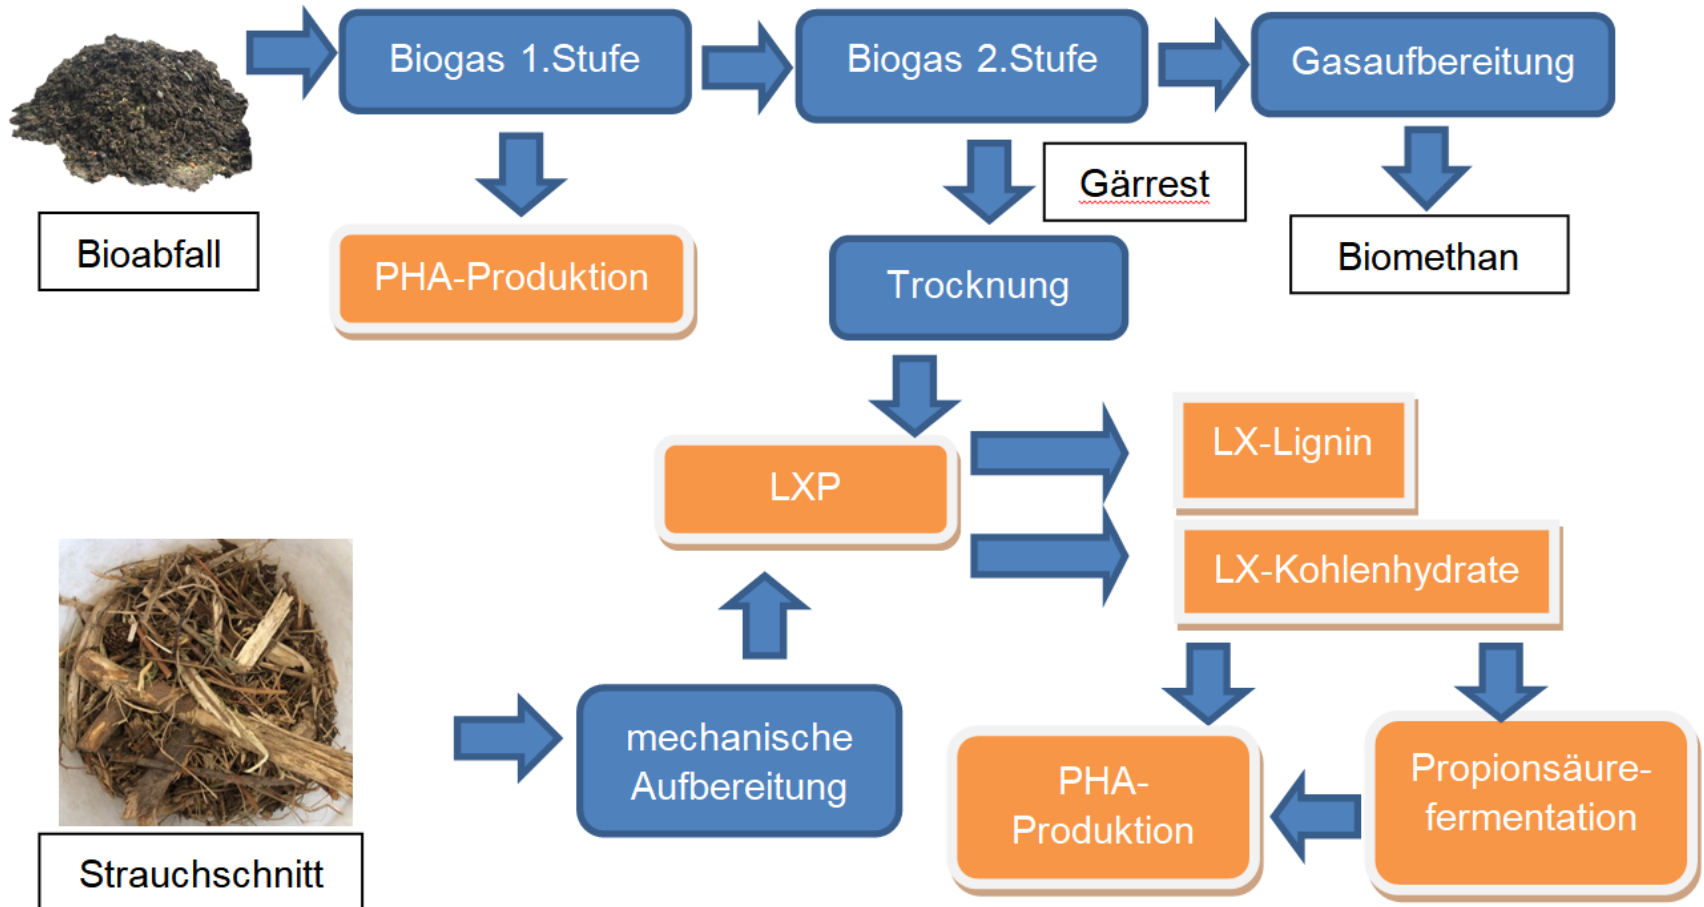 Biogas 1.Stufe
Biogas 2.Stufe
Gasaufbereitung
Bioabfall
PHA-Produktion
Gärrest
Trocknung
Biomethan
LXP
LX-Lignin
LX-Kohlenhydrate
Strauchschnitt
mechanische
Aufbereitung
PHA-
Produktion
Propionsäure-
fermentation